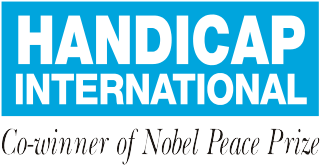 HANDICAP
INTERNATIONAL
Co-winner of Nobel Peace Prize